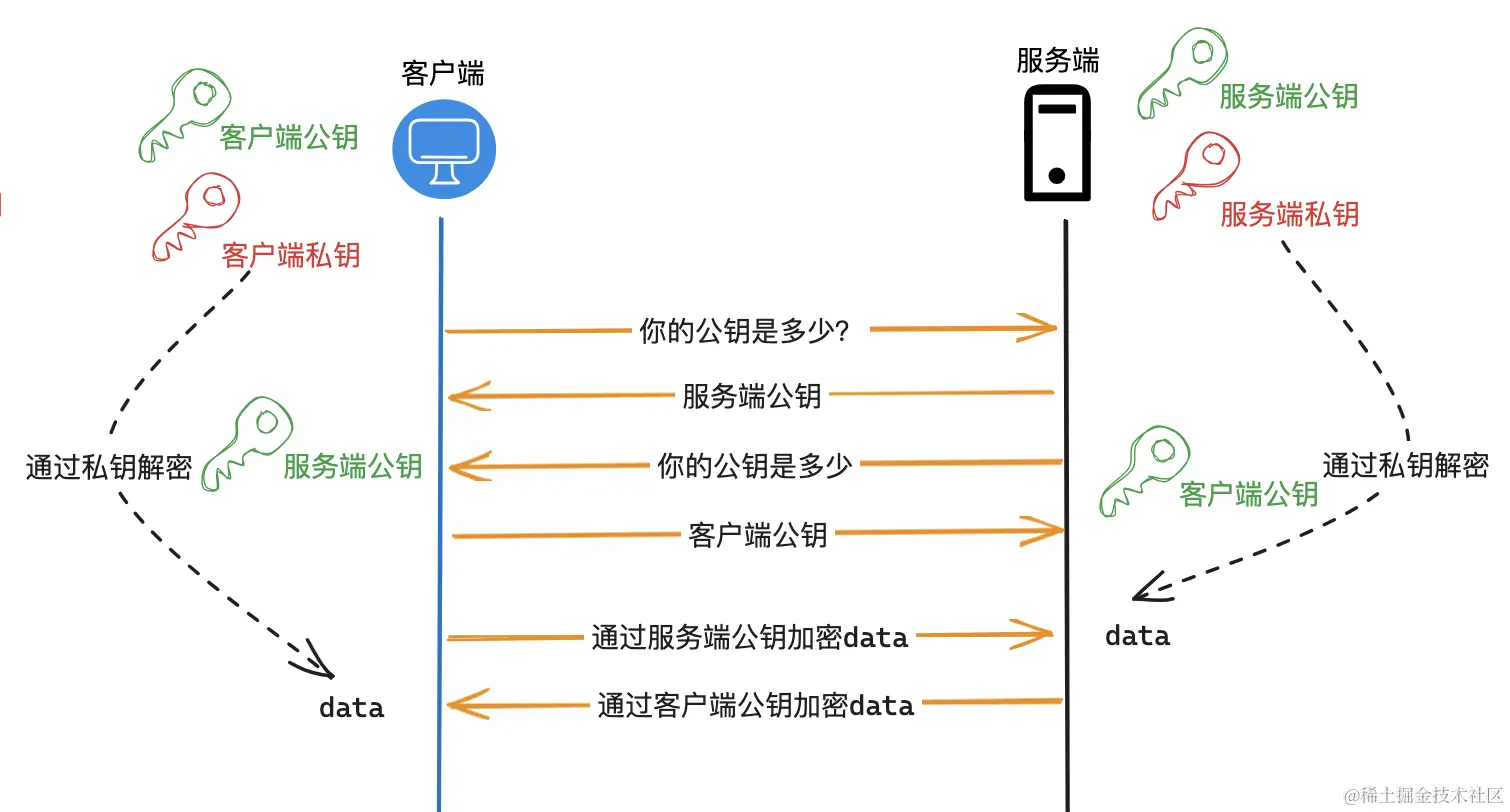 客户端
服务端
服务端公钥
客户端公钥
服务端私钥
客户端私钥
你的公钥是多少?
服务端公钥
通过私钥解密
服务端公钥
你的公钥是多少
通过私钥解密
客户端公钥
客户端公钥
通过服务端公钥加密data
data
通过客户端公钥加密data
data
@稀土掘金技术社区